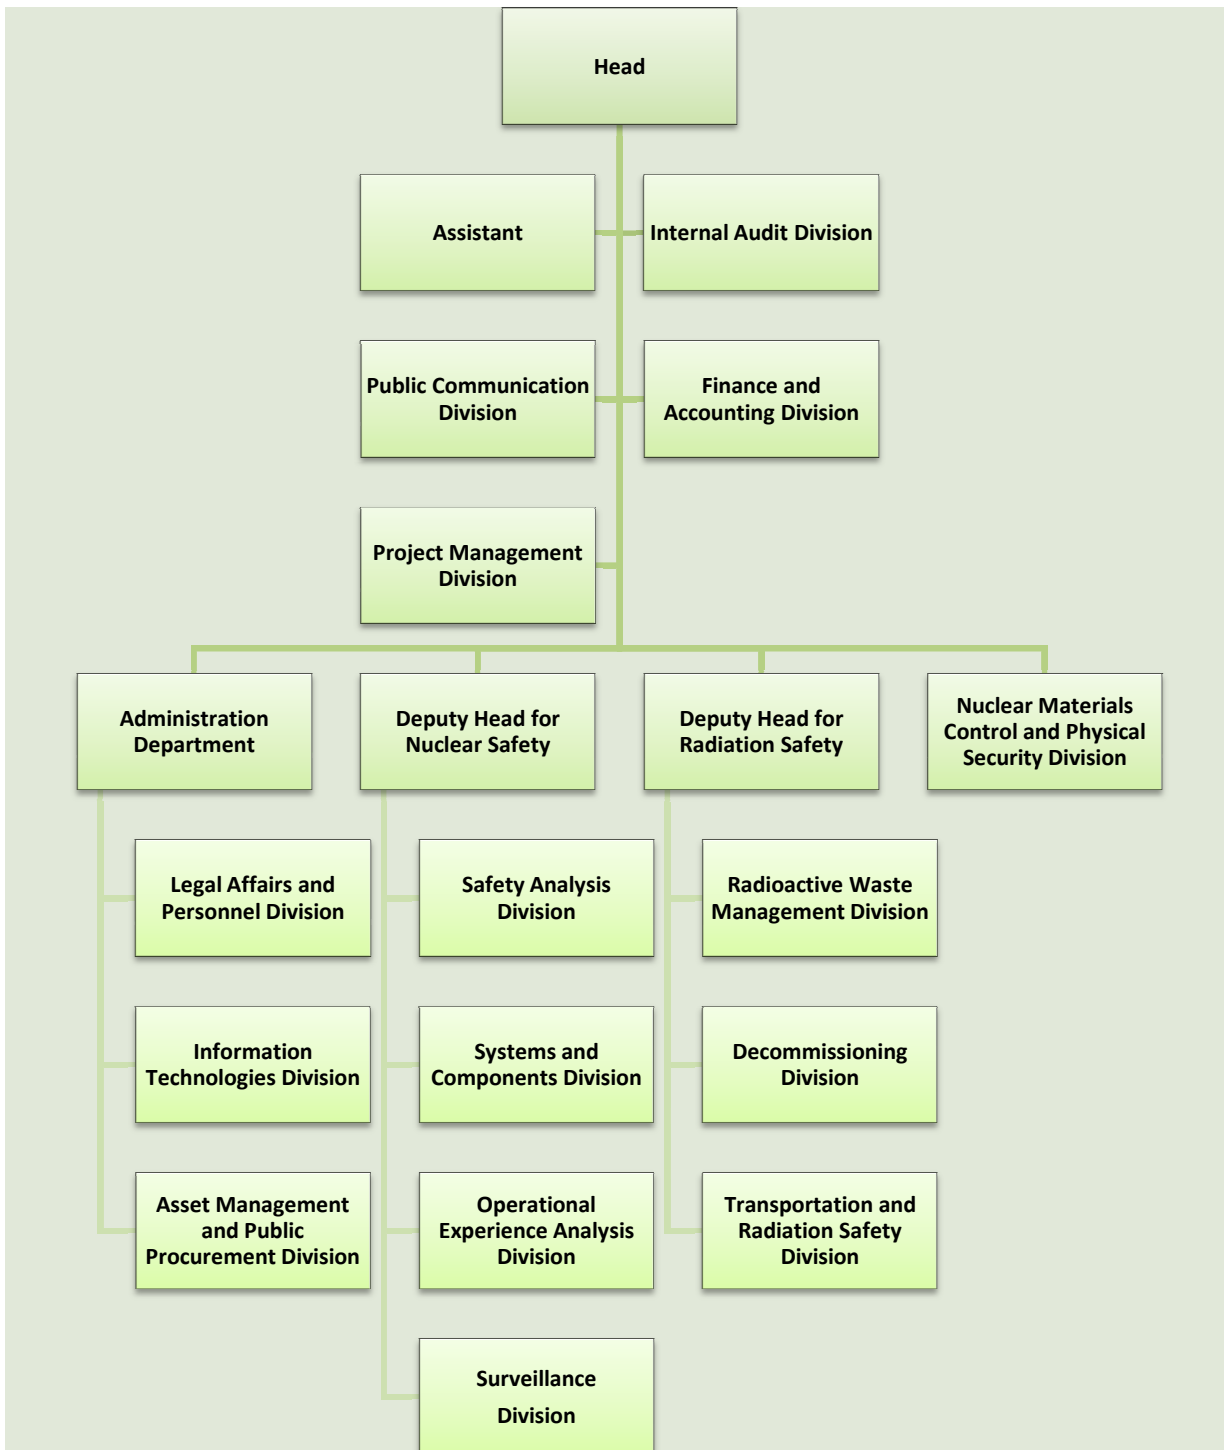 Head
Assistant
Internal Audit Division
Public Communication
Division
Finance and
Accounting Division
Project Management
Division
Administration
Department
Deputy Head for
Nuclear Safety
Deputy Head for
Radiation Safety
Nuclear Materials
Control and Physical
Security Division
Legal Affairs and
Personnel Division
Safety Analysis
Division
Radioactive Waste
Management Division
Information
Technologies Division
Systems and
Components Division
Decommissioning
Division
Asset Management
and Public
Procurement Division
Operational
Experience Analysis
Division
Transportation and
Radiation Safety
Division
Surveillance
Division